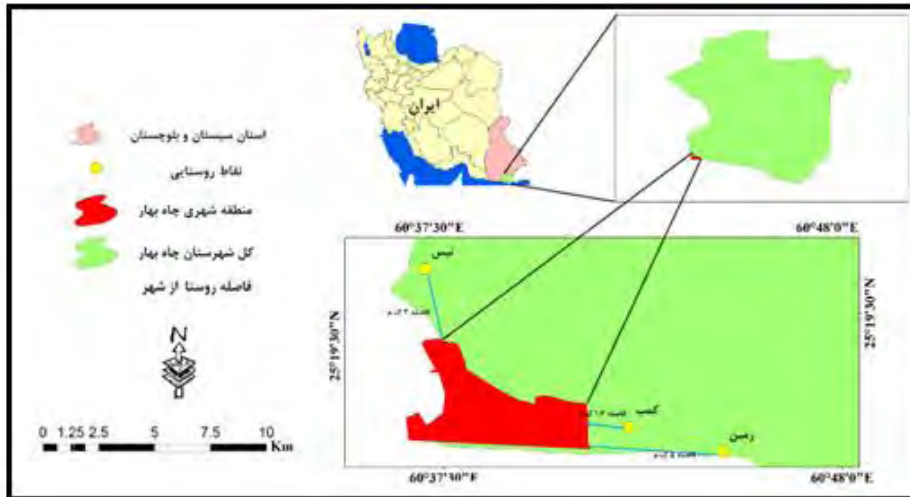 ایران
استان سیستان و بلوچستان
نقاط روستایی
منطقه شهری چاه بهار
کل شهرستان چاه بهار
فاصله روستا از شهر
N
0 1.25 2.5 5 7.5 10
Km
60°37'30"E 60°48'0"E
تیس
25°19'30"N 25°19'30"N
کمب
رمین
60°37'30"E 60°48'0"E